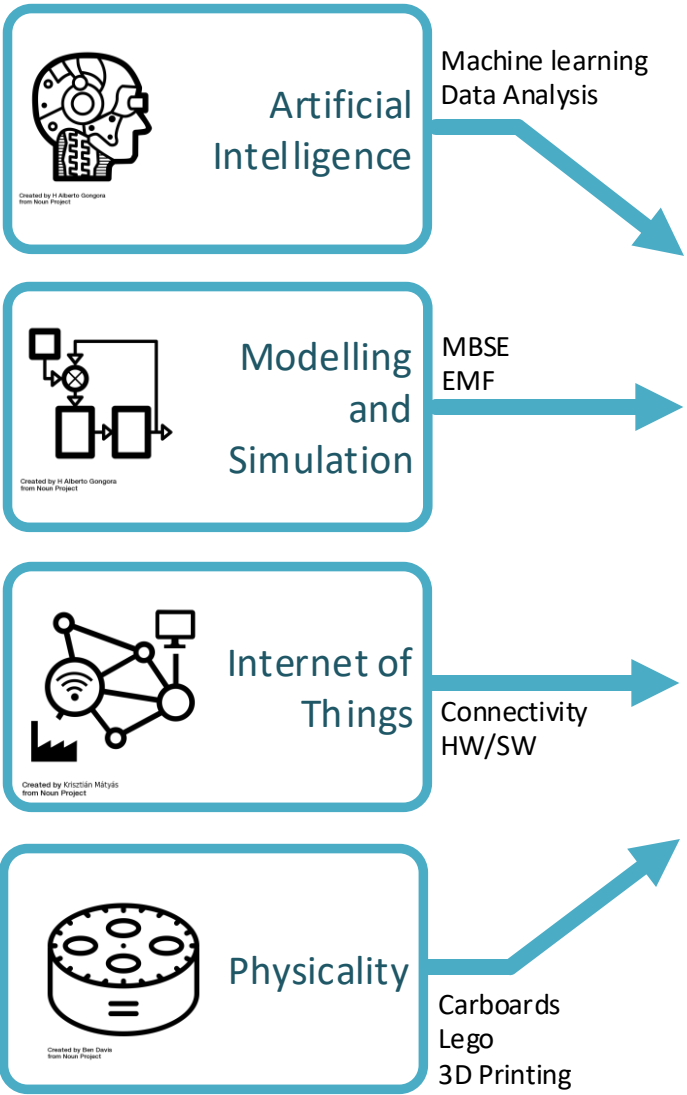 Artificial
Intelligence
Machine learning
Data Analysis
Created by H Alberto Gongora
from Noun Project
Modelling
and
Simulation
MBSE
EMF
Created by H Alberto Gongora
from Noun Project
Internet of
Things
Connectivity
HW/SW
Created by Krisztián Mátyás
from Noun Project
Physicality
Carboards
Lego
3D Printing
Created by Ben Davis
from Noun Project